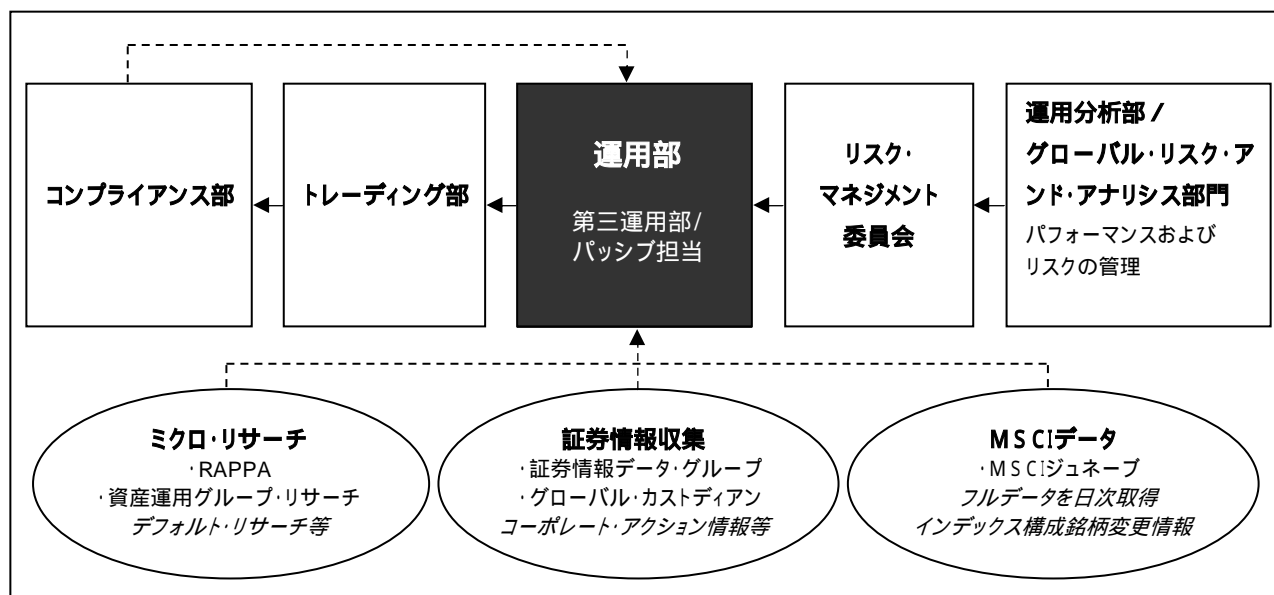 コンプライアンス部
トレーディング部
運用部
第三運用部/
パッシブ担当
リスク・
マネジメント
委員会
運用分析部/
グローバル・リスク・ア
ンド・アナリシス部門
パフォーマンスおよび
リスクの管理
ミクロ・リサーチ
・RAPPA
・資産運用グループ・リサーチ
デフォルト・リサーチ等
証券情報収集
・証券情報データ・グループ
・グローバル・カストディアン
コーポレート・アクション情報等
MSCIデータ
・MSCIジュネーブ
フルデータを日次取得
インデックス構成銘柄変更情報